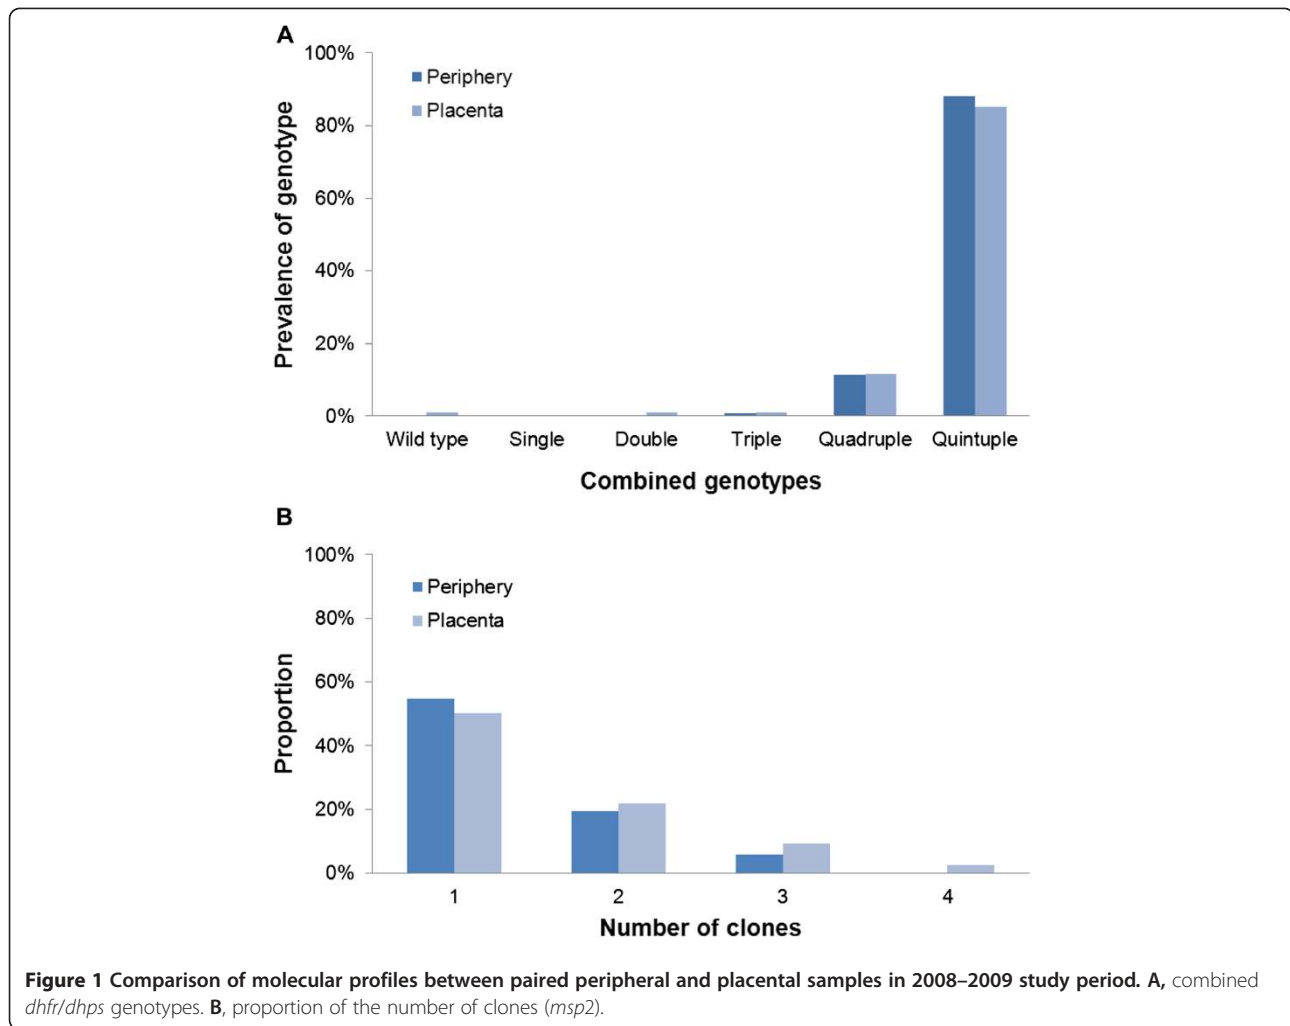 A
100%
80%
60%
40%
20%
0%
Prevalence of genotype
Periphery
Placenta
Wild type Single Double Triple Quadruple Quintuple
Combined genotypes
B
100%
80%
60%
40%
20%
0%
Proportion
Periphery
Placenta
1 2 3 4
Number of clones
Figure 1 Comparison of molecular profiles between paired peripheral and placental samples in 2008–2009 study period. A, combined
dhfr/dhps genotypes. B, proportion of the number of clones (msp2).